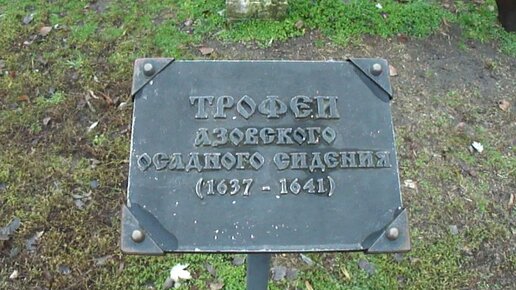 ТРОФЕИ
АЗОВСКОГО
ОСАДНОГО СИДЕНИЯ
(1637 - 1641)